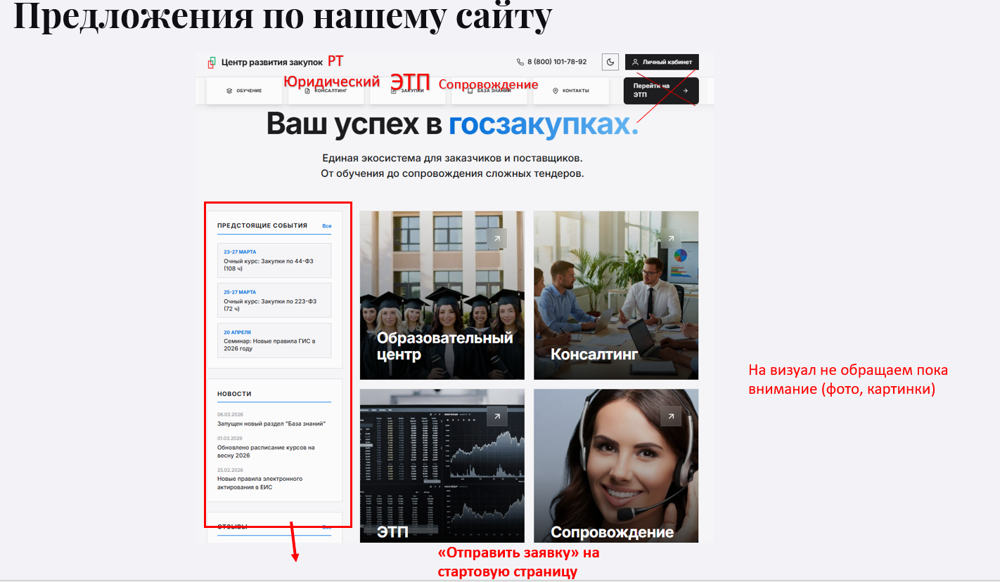 Предложения по нашему сайту
Центр развития закупок РТ
8 (800) 101-78-92
Личный кабинет
Юридический ЭТП Сопровождение
ОБУЧЕНИЕ
КОНСАЛТИНГ
ЗАКУПКИ
БАЗА ЗНАНИЙ
КОНТАКТЫ
Перейти на
ЭТП
Ваш успех в госзакупках.
Единая экосистема для заказчиков и поставщиков.
От обучения до сопровождения сложных тендеров.
ПРЕДСТОЯЩИЕ СОБЫТИЯ Все
23-27 МАРТА
Очный курс: Закупки по 44-ФЗ
(108 ч)
25-27 МАРТА
Очный курс: Закупки по 223-ФЗ
(72 ч)
20 АПРЕЛЯ
Семинар: Новые правила ГИС в
2026 году
НОВОСТИ
06.03.2026
Запущен новый раздел "База знаний"
01.03.2026
Обновлено расписание курсов на
весну 2026
25.02.2026
Новые правила электронного
актирования в ЕИС
ОТЗЫВЫ Все
Образовательный
центр
Консалтинг
ЭТП
Сопровождение
На визуал не обращаем пока
внимание (фото, картинки)
«Отправить заявку» на
стартовую страницу